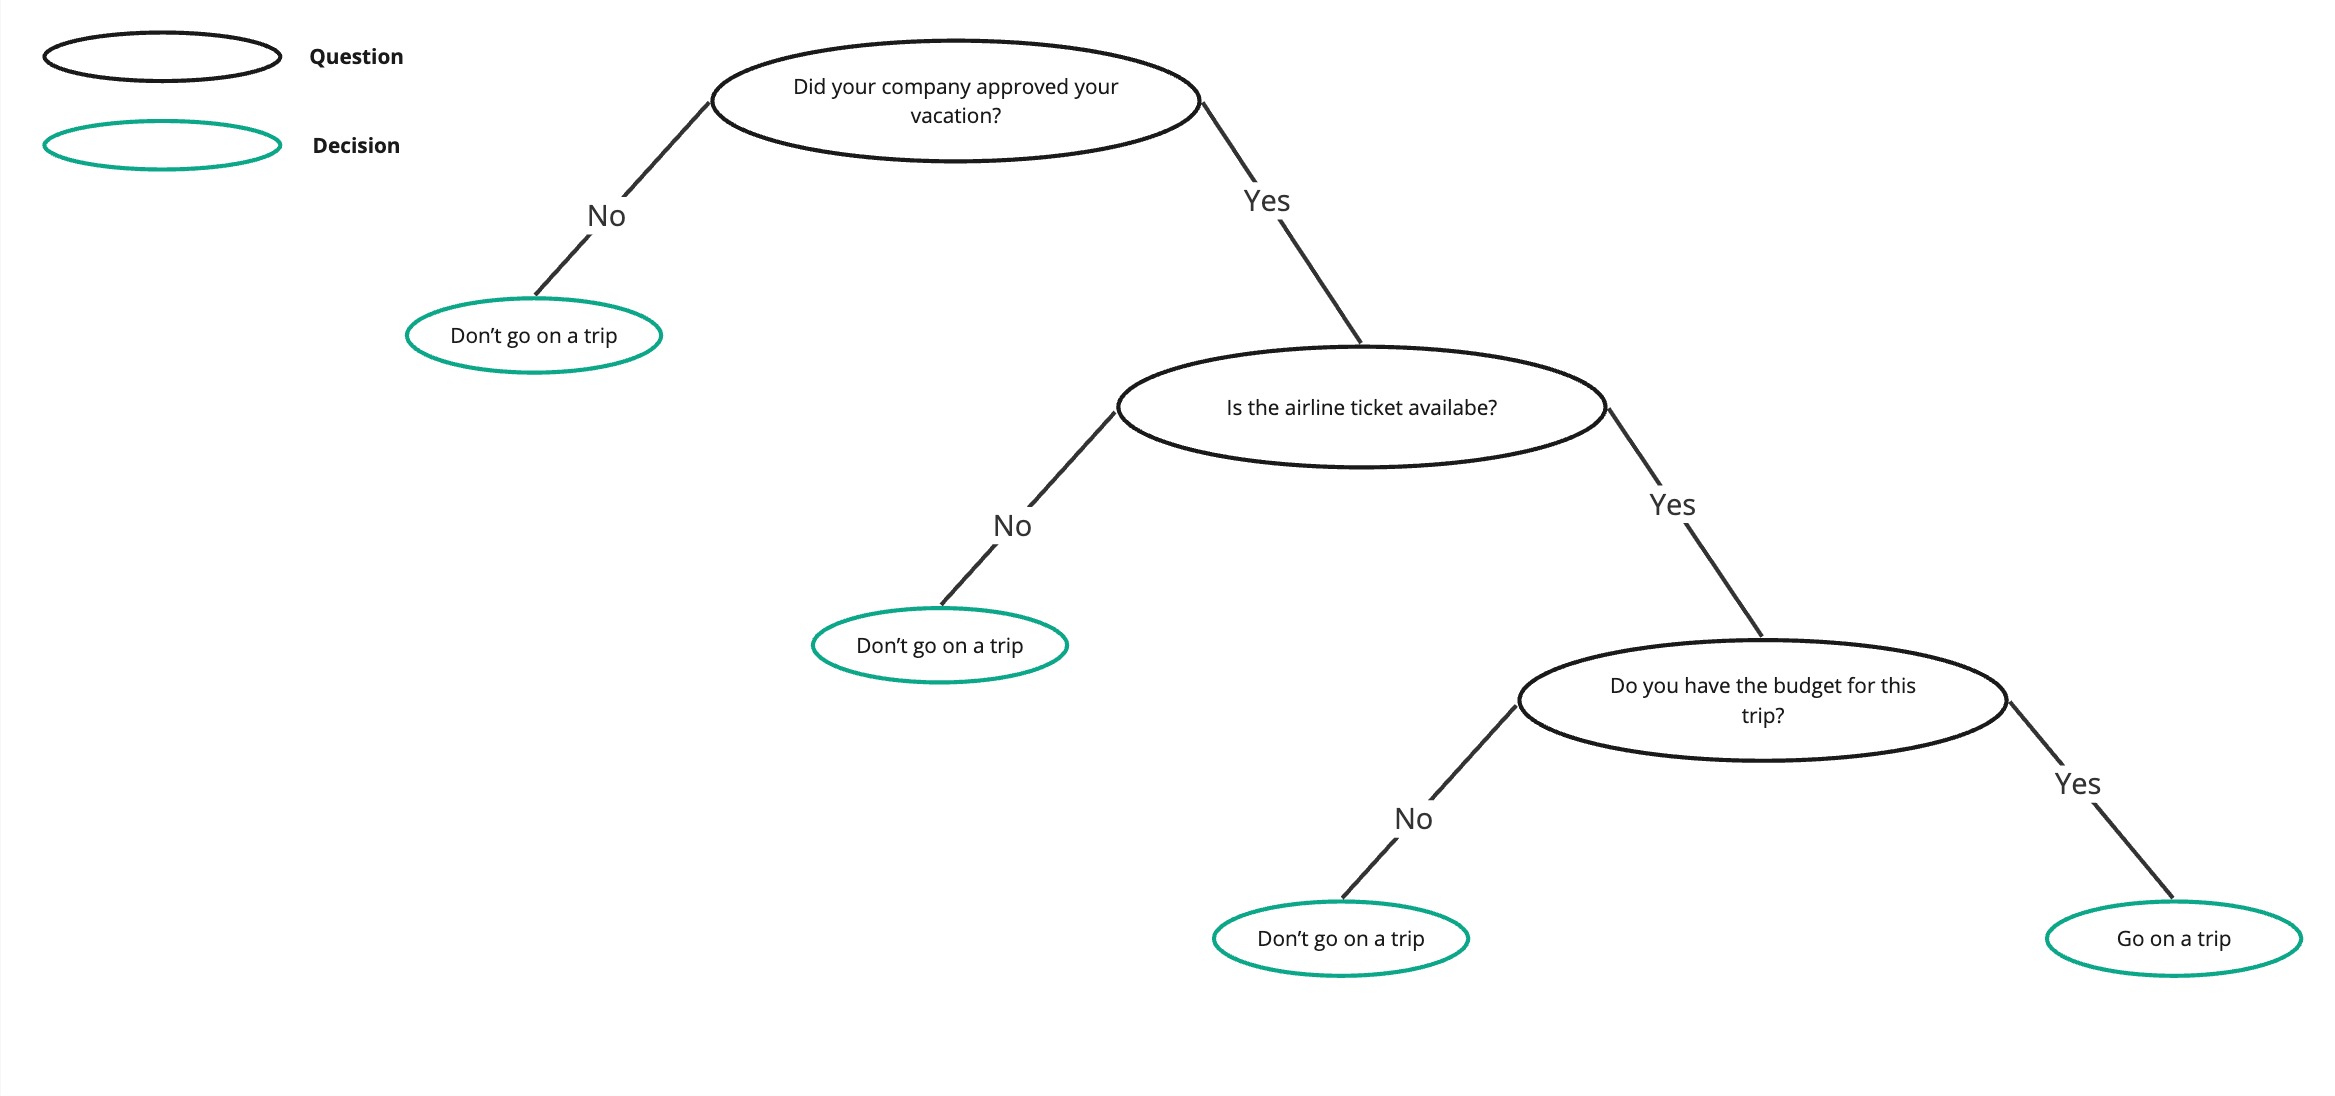 Question
Decision
Did your company approved your
vacation?
No
Yes
Don’t go on a trip
Is the airline ticket availabe?
No
Yes
Don’t go on a trip
Do you have the budget for this
trip?
No
Yes
Don’t go on a trip
Go on a trip